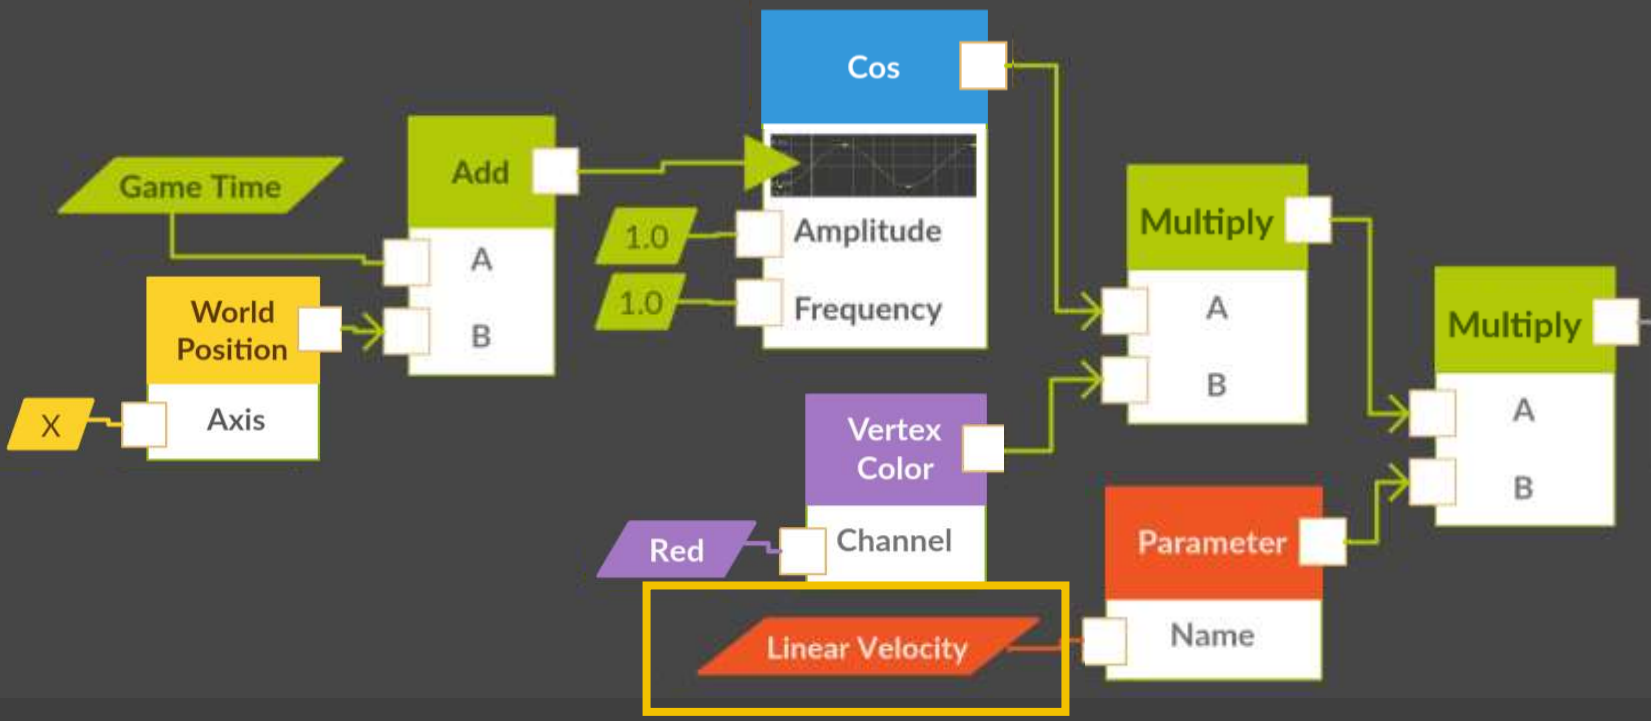 Cos
Game Time
Add
A
B
World
Position
X
Axis
1.0
Amplitude
1.0
Frequency
Multiply
A
B
Vertex
Color
Red
Channel
Multiply
A
B
Parameter
Linear Velocity
Name